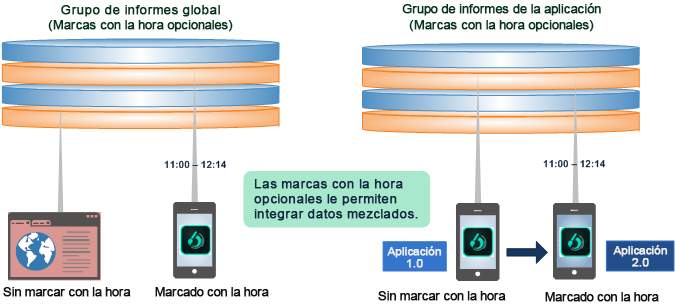 Grupo de informes global
(Marcas con la hora opcionales)
11:00 – 12:14
Sin marcar con la hora
Marcado con la hora
Las marcas con la hora
opcionales le permiten
integrar datos mezclados.
Grupo de informes de la aplicación
(Marcas con la hora opcionales)
11:00 – 12:14
Aplicación
1.0
Aplicación
2.0
Sin marcar con la hora
Marcado con la hora